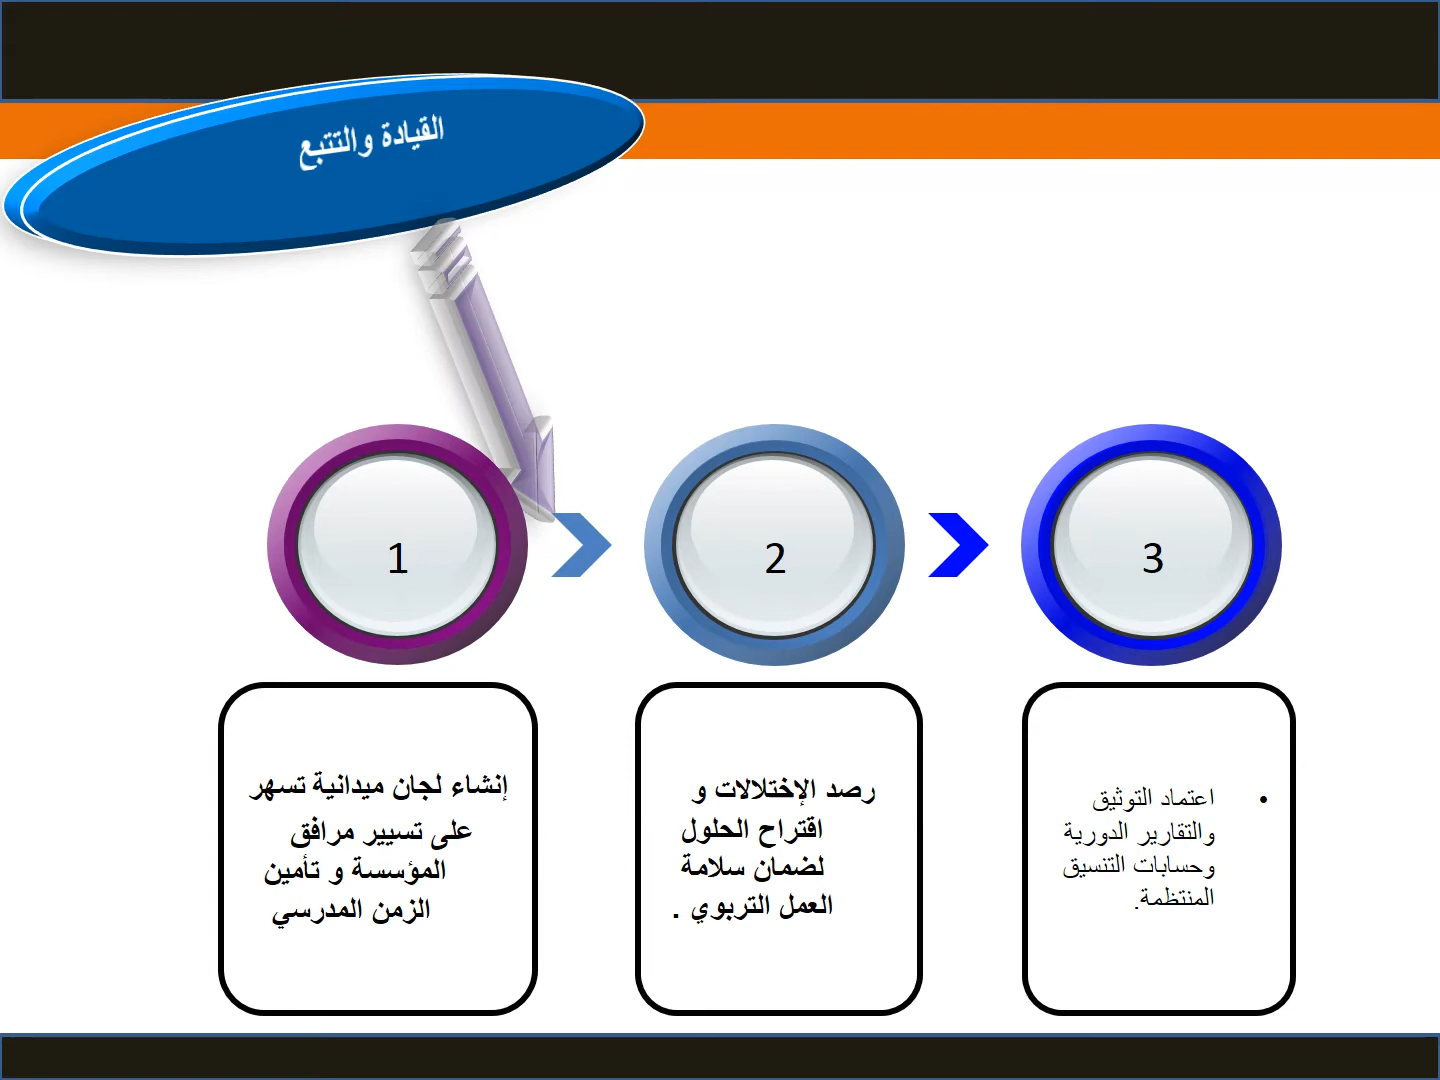 القيادة والتتبع
1
2
3
إنشاء لجان ميدانية تسهر
على تسيير مرافق
المؤسسة و تأمين
الزمن المدرسي
رصد الإختلالات و
اقتراح الحلول
لضمان سلامة
العمل التربوي .
• اعتماد التوثيق
والتقارير الدورية
وحسابات التنسيق
المنتظمة.